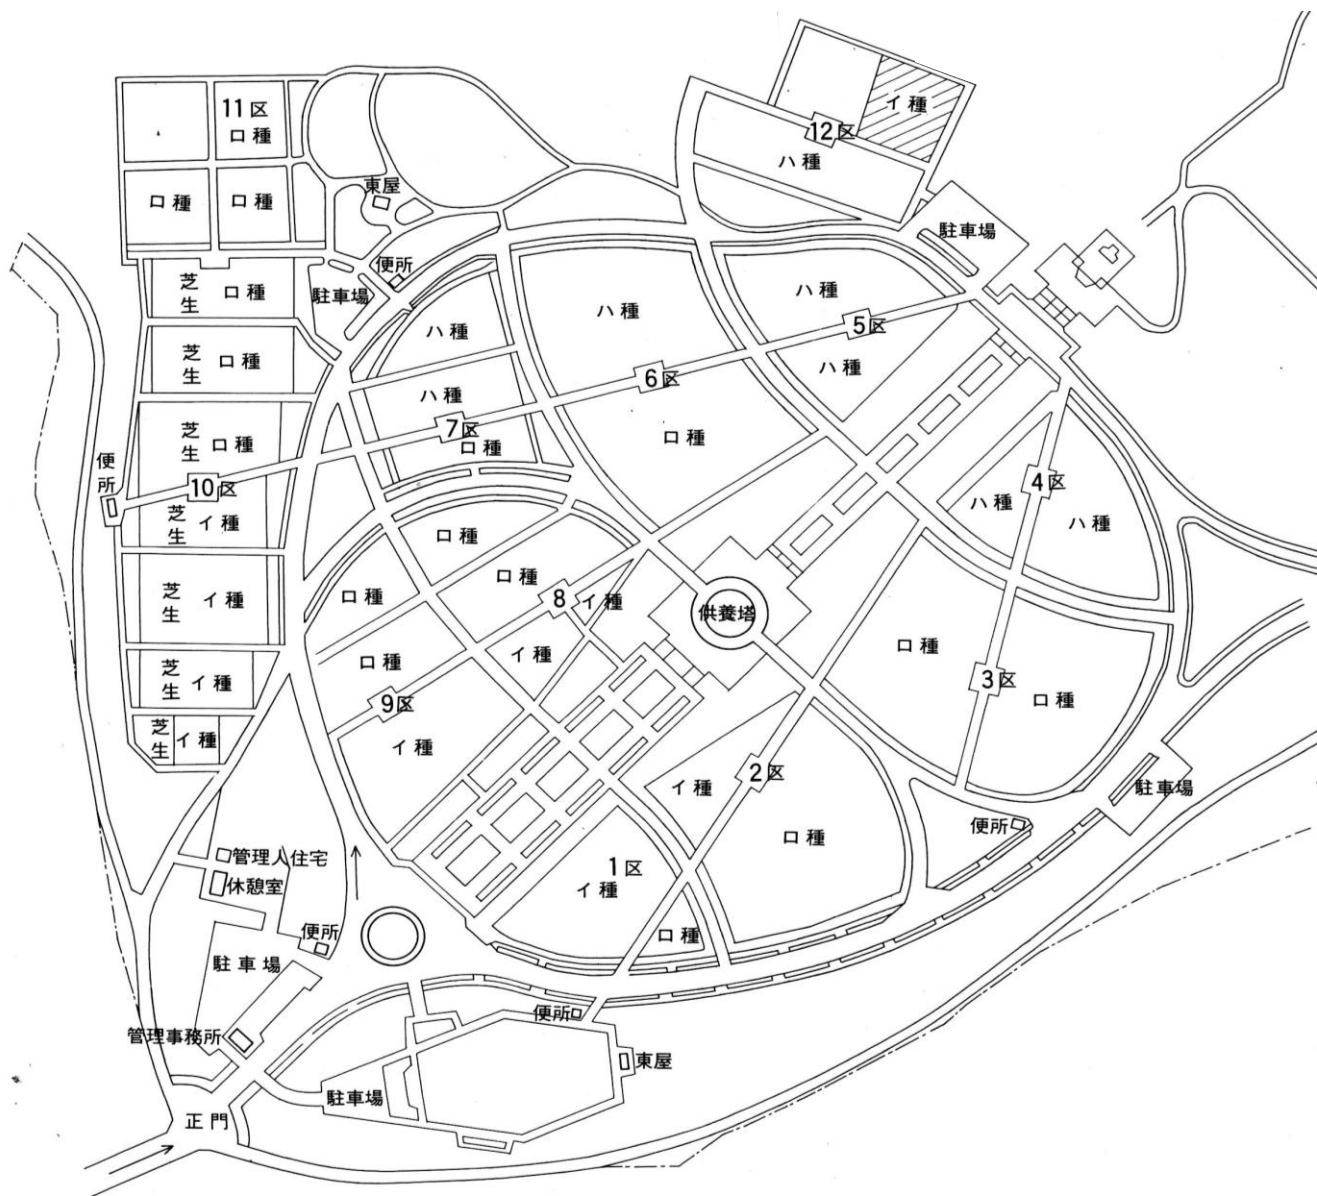 11区
ロ種
ロ種
ロ種
東屋
便所
駐車場
イ種
12区
ハ種
駐車場
芝生
ロ種
芝生
ロ種
芝生
ロ種
便所
10区
芝生
イ種
芝生
イ種
芝生
イ種
芝生
イ種
ハ種
ハ種
7区
ロ種
ハ種
6区
ロ種
ハ種
5区
ハ種
4区
ハ種
ハ種
ロ種
ロ種
ロ種
8
イ種
イ種
ロ種
9区
イ種
供養塔
ロ種
3区
ロ種
イ種
2区
ロ種
駐車場
便所
1区
イ種
ロ種
管理人住宅
休憩室
便所
駐車場
管理事務所
便所
東屋
駐車場
正門